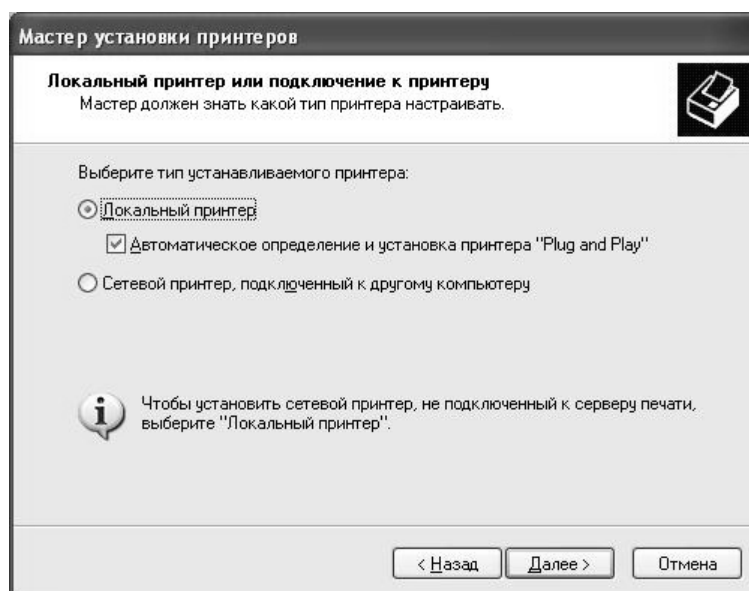 Мастер установки принтеров
Локальный принтер или подключение к принтеру
Мастер должен знать какой тип принтера настраивать.
Выберите тип устанавливаемого принтера:
Локальный принтер
Автоматическое определение и установка принтера "Plug and Play"
Сетевой принтер, подключенный к другому компьютеру
Чтобы установить сетевой принтер, не подключенный к серверу печати,
выберите "Локальный принтер".
< Назад Далее > Отмена